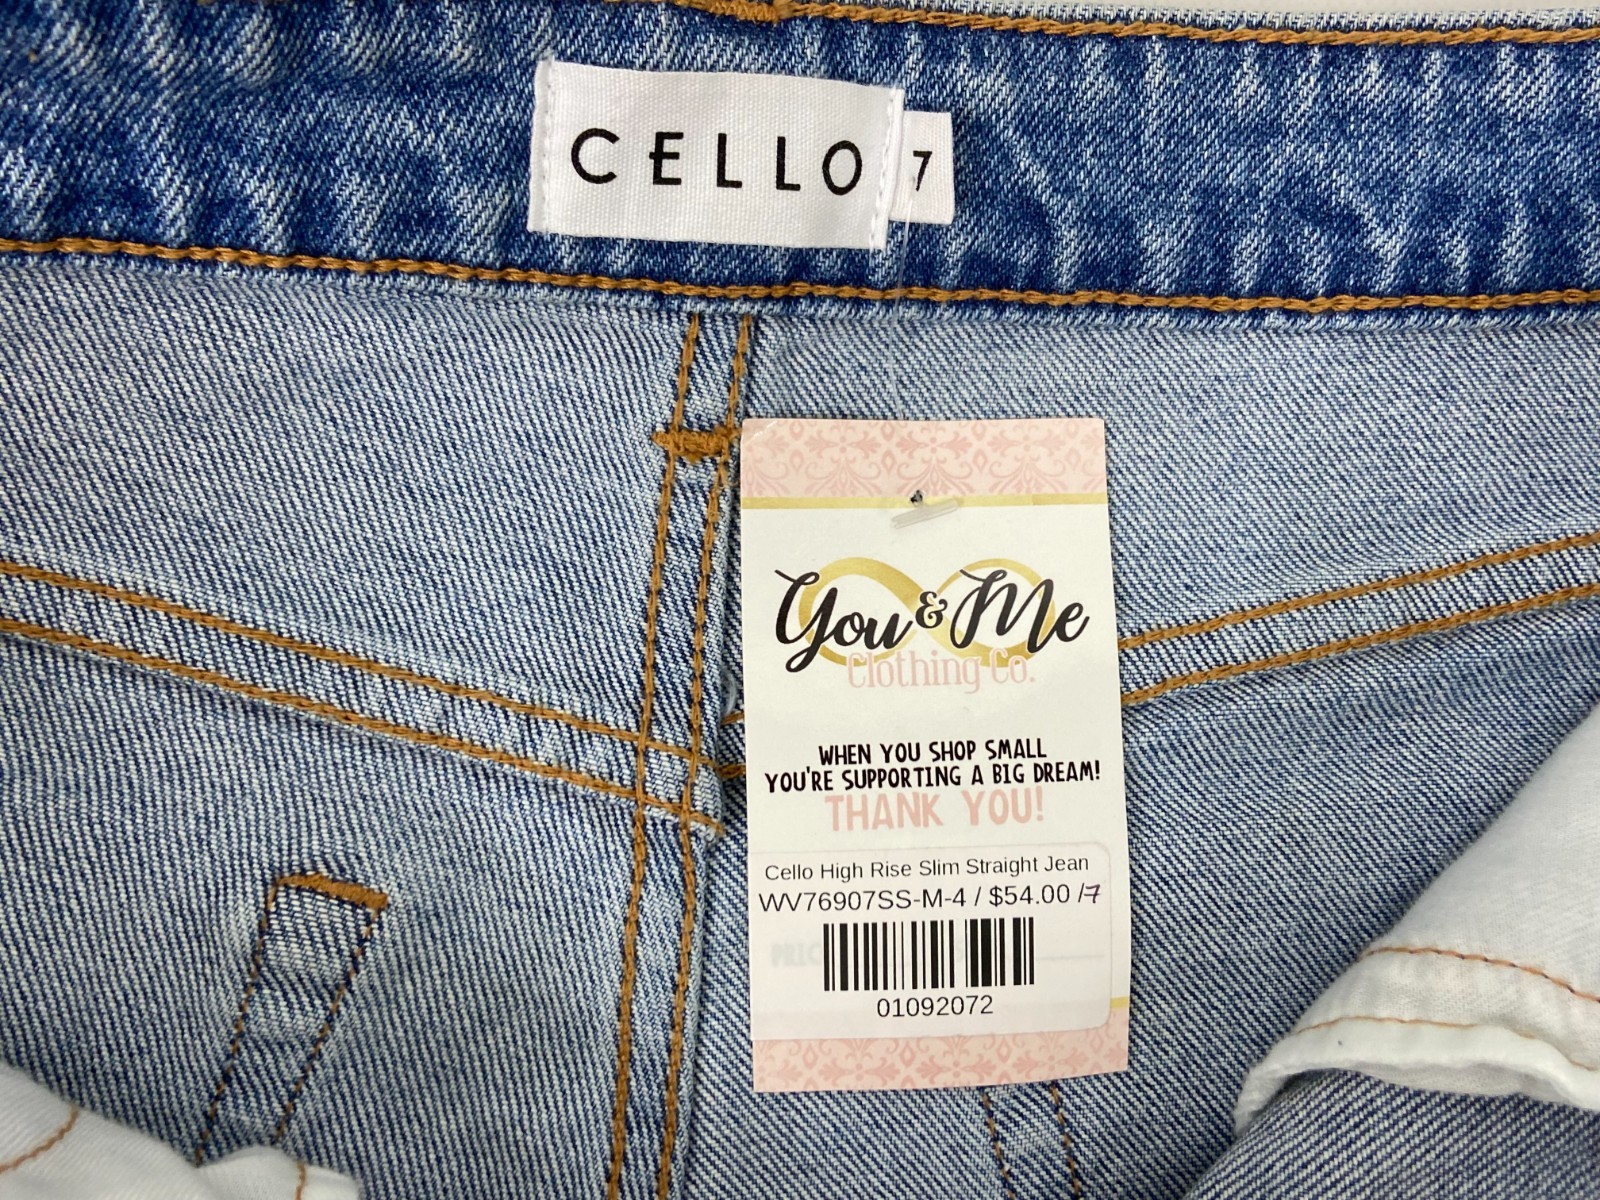 CELLO
7
You & Me
Clothing Co.
WHEN YOU SHOP SMALL
YOU'RE SUPPORTING A BIG DREAM!
THANK YOU!
Cello High Rise Slim Straight Jean
WV76907SS-M-4 / $54.00 /7
01092072